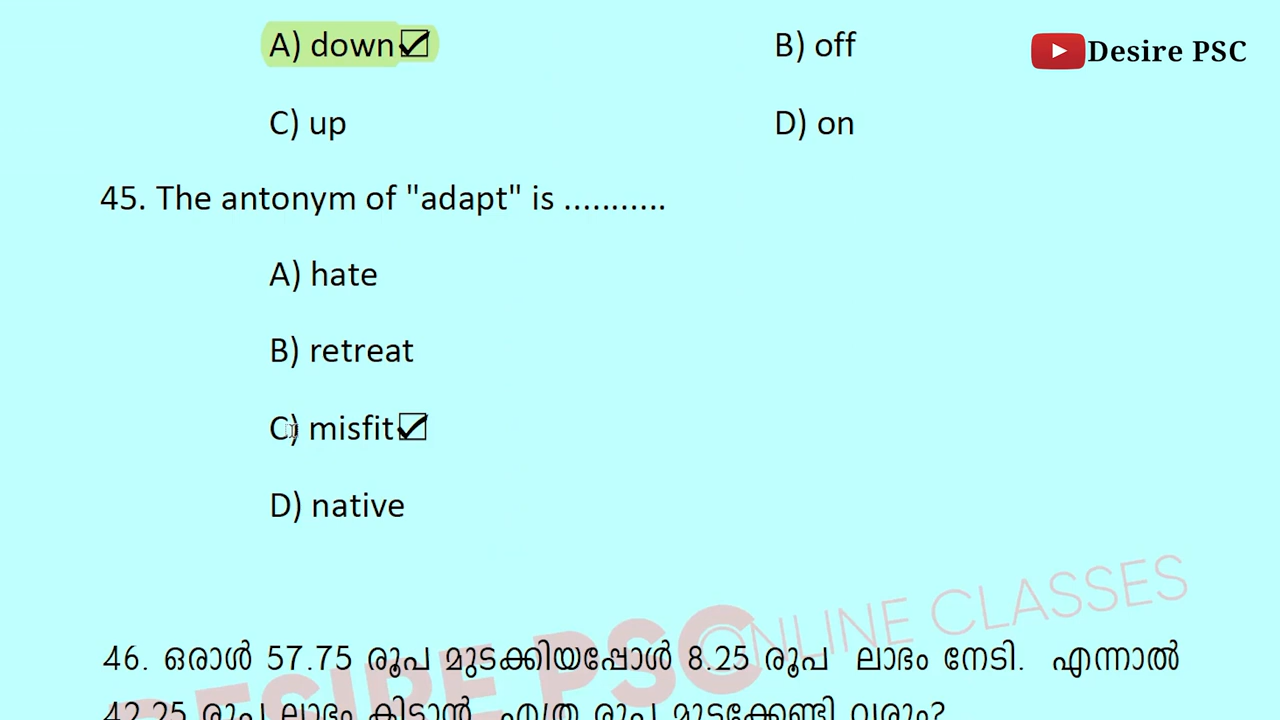 A) down☑ B) off
Desire PSC
C) up D) on
45. The antonym of "adapt" is ...........
A) hate
B) retreat
C) misfit☑
D) native
DESIRE PSC ONLINE CLASSES
46. ഒരാൾ 57.75 രൂപ മുടക്കിയപ്പോൾ 8.25 രൂപ ലാഭം നേടി. എന്നാൽ
42.25 രൂപ ലാഭം കിട്ടാൻ എത്ര രൂപ മുടക്കേണ്ടി വരും?